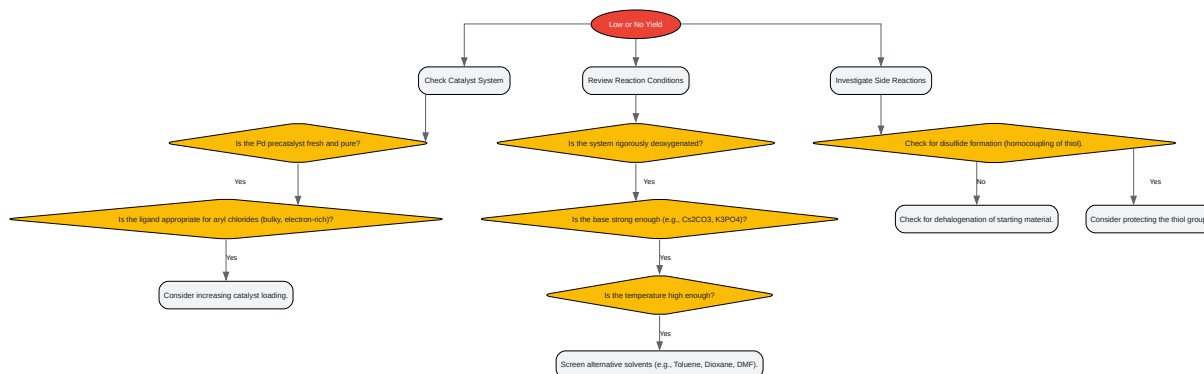 Low or No Yield
Check Catalyst System
Review Reaction Conditions
Investigate Side Reactions
Is the Pd precatalyst fresh and pure?
Is the system rigorously deoxygenated?
Check for disulfide formation (homocoupling of thiol).
Yes
Yes
No
Yes
Is the ligand appropriate for aryl chlorides (bulky, electron-rich)?
Is the base strong enough (e.g., Cs2CO3, K3PO4)?
Check for dehalogenation of starting material.
Consider protecting the thiol group
Yes
Yes
Consider increasing catalyst loading.
Is the temperature high enough?
Yes
Screen alternative solvents (e.g., Toluene, Dioxane, DMF).